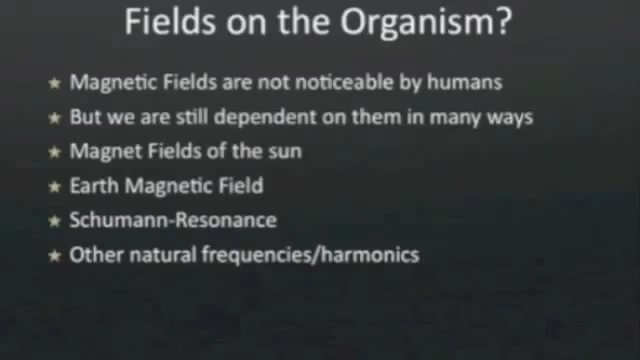 Fields on the Organism?
Magnetic Fields are not noticeable by humans
But we are still dependent on them in many ways
Magnet Fields of the sun
Earth Magnetic Field
Schumann-Resonance
Other natural frequencies/harmonics